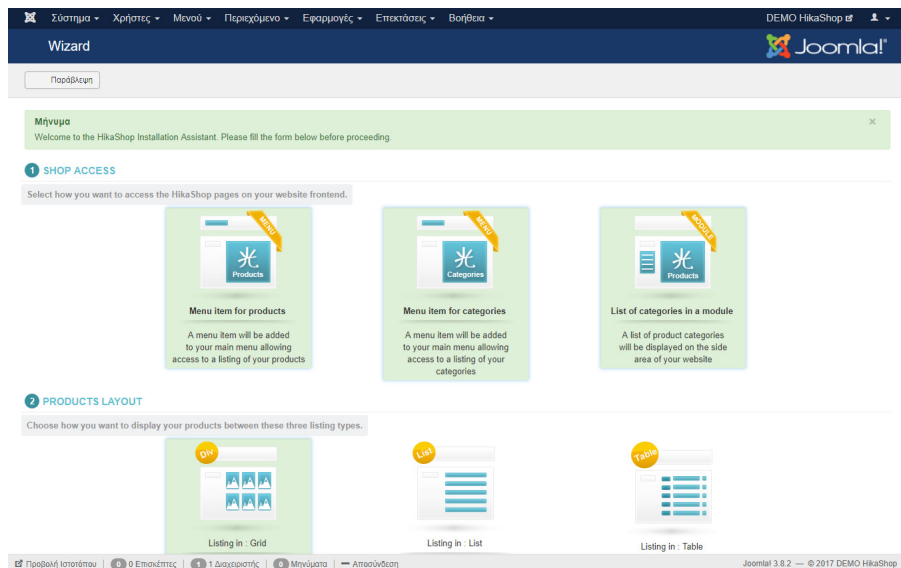 Σύστημα Χρήστες Μενού Περιεχόμενο Εφαρμογές Επεκτάσεις Βοήθεια DEMO HikaShop
Wizard Joomla!®
Παράβλεψη
Μήνυμα ×
Welcome to the HikaShop Installation Assistant. Please fill the form below before proceeding.
1 SHOP ACCESS
Select how you want to access the HikaShop pages on your website frontend.
MENU MENU MODULE
光 光 光
Products Categories Products
Menu item for products Menu item for categories List of categories in a module
A menu item will be added A menu item will be added A list of product categories
to your main menu allowing to your main menu allowing will be displayed on the side
access to a listing of your products access to a listing of your area of your website
categories
2 PRODUCTS LAYOUT
Choose how you want to display your products between these three listing types.
Div List Table
Listing in : Grid Listing in : List Listing in : Table
Προβολή Ιστοτόπου 0 0 Επισκέπτες 1 1 Διαχειριστής 0 Μηνύματα Αποσύνδεση Joomla! 3.8.2 — © 2017 DEMO HikaShop